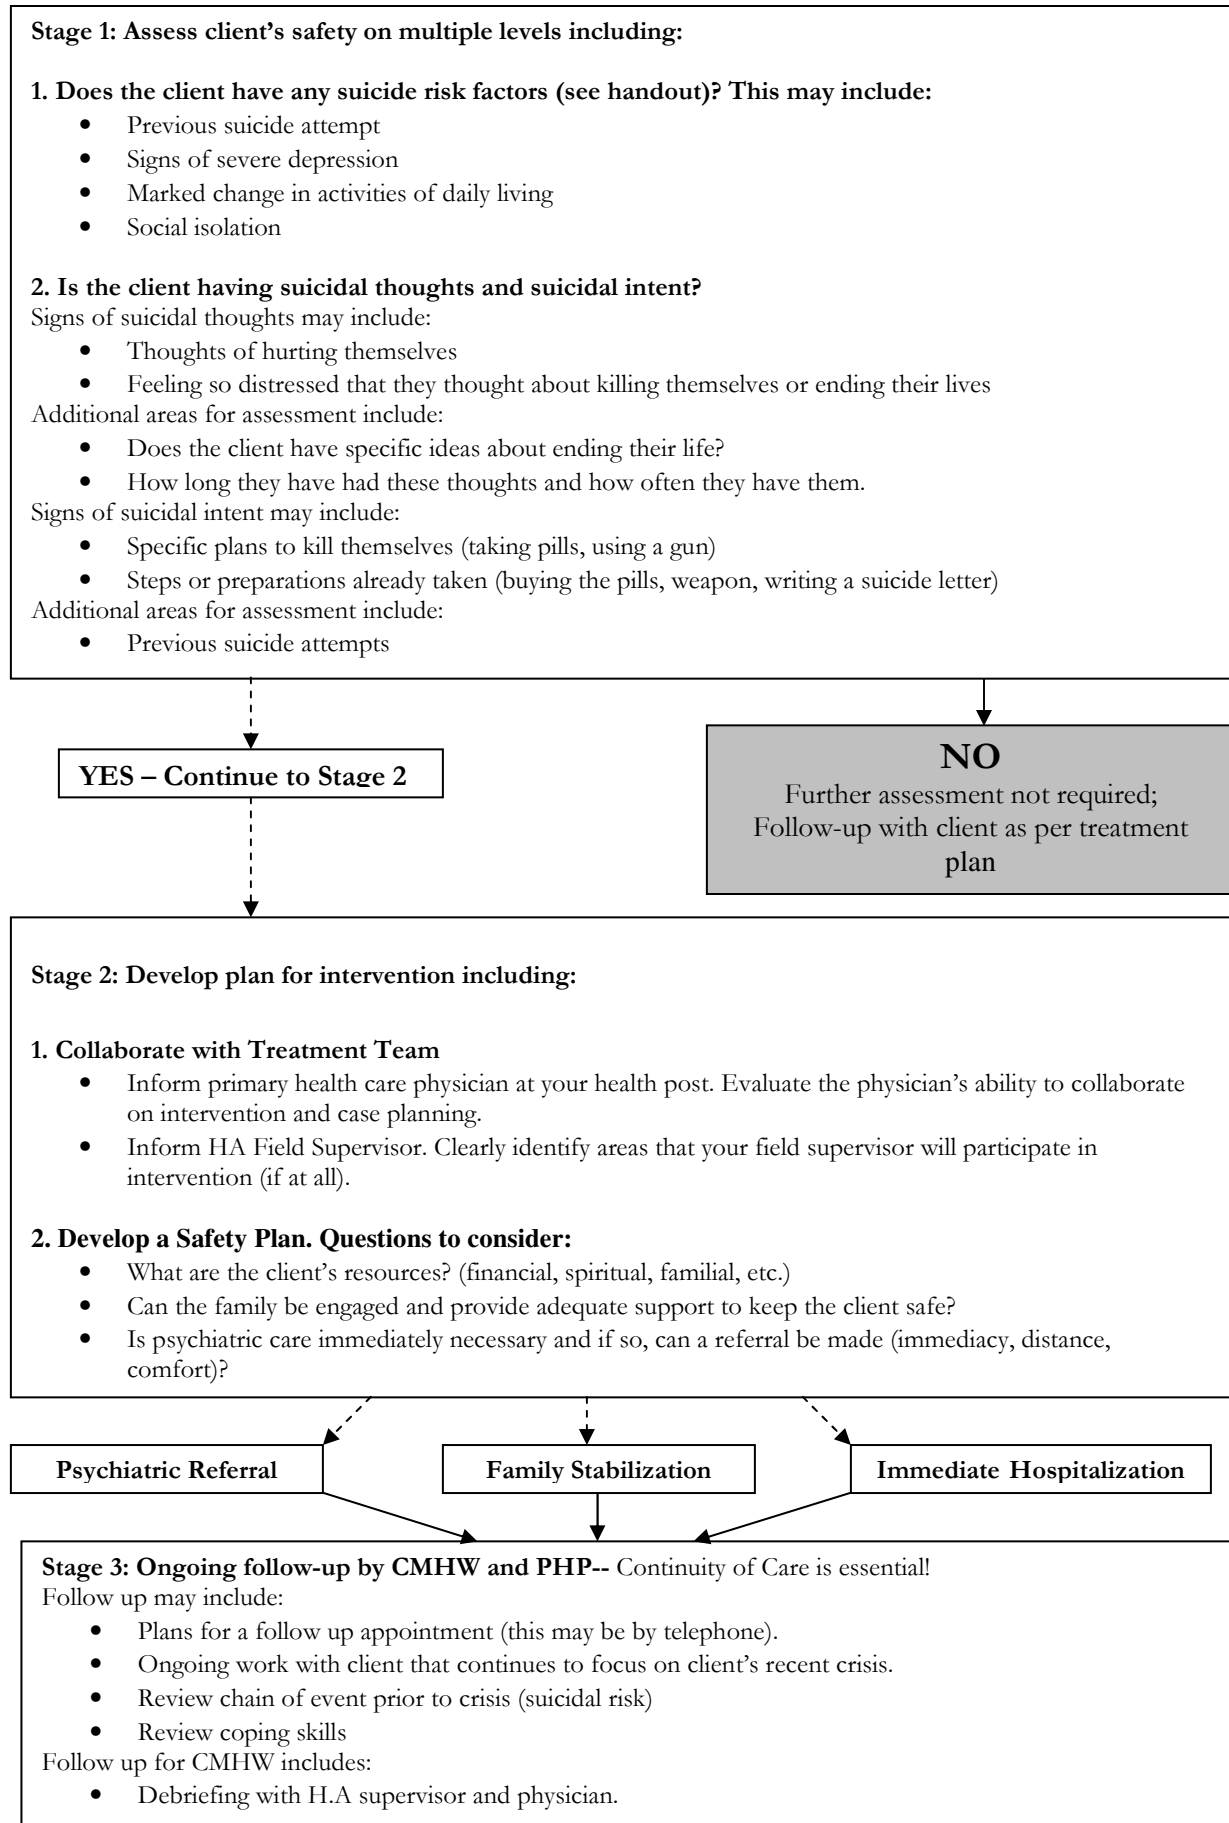 Stage 1: Assess client’s safety on multiple levels including:
1. Does the client have any suicide risk factors (see handout)? This may include:
• Previous suicide attempt
• Signs of severe depression
• Marked change in activities of daily living
• Social isolation
2. Is the client having suicidal thoughts and suicidal intent?
Signs of suicidal thoughts may include:
• Thoughts of hurting themselves
• Feeling so distressed that they thought about killing themselves or ending their lives
Additional areas for assessment include:
• Does the client have specific ideas about ending their life?
• How long they have had these thoughts and how often they have them.
Signs of suicidal intent may include:
• Specific plans to kill themselves (taking pills, using a gun)
• Steps or preparations already taken (buying the pills, weapon, writing a suicide letter)
Additional areas for assessment include:
• Previous suicide attempts
YES – Continue to Stage 2
NO
Further assessment not required;
Follow-up with client as per treatment
plan
Stage 2: Develop plan for intervention including:
1. Collaborate with Treatment Team
• Inform primary health care physician at your health post. Evaluate the physician’s ability to collaborate
on intervention and case planning.
• Inform HA Field Supervisor. Clearly identify areas that your field supervisor will participate in
intervention (if at all).
2. Develop a Safety Plan. Questions to consider:
• What are the client’s resources? (financial, spiritual, familial, etc.)
• Can the family be engaged and provide adequate support to keep the client safe?
• Is psychiatric care immediately necessary and if so, can a referral be made (immediacy, distance,
comfort)?
Psychiatric Referral
Family Stabilization
Immediate Hospitalization
Stage 3: Ongoing follow-up by CMHW and PHP-- Continuity of Care is essential!
Follow up may include:
• Plans for a follow up appointment (this may be by telephone).
• Ongoing work with client that continues to focus on client’s recent crisis.
• Review chain of event prior to crisis (suicidal risk)
• Review coping skills
Follow up for CMHW includes:
• Debriefing with H.A supervisor and physician.